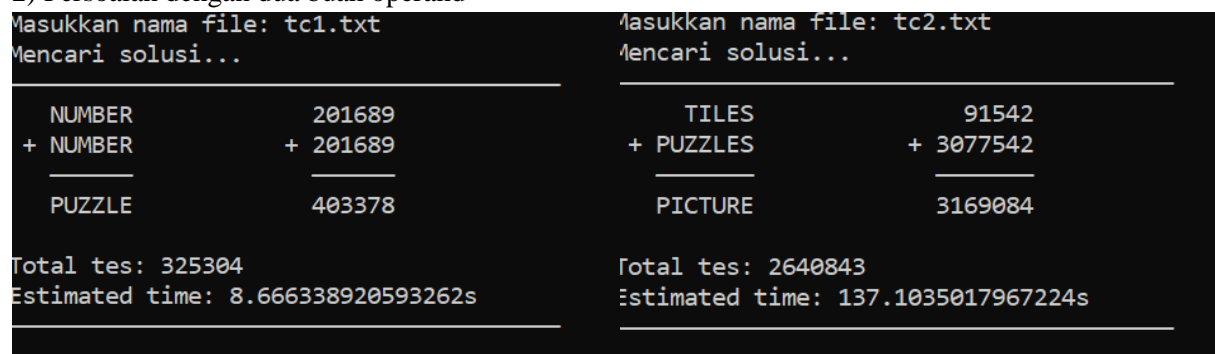 2) Persoalan dengan dua buah operand
Masukkan nama file: tc1.txt
Mencari solusi...
NUMBER 201689
+ NUMBER + 201689
PUZZLE 403378
Total tes: 325304
Estimated time: 8.666338920593262s
Masukkan nama file: tc2.txt
Mencari solusi...
TILES 91542
+ PUZZLES + 3077542
PICTURE 3169084
Total tes: 2640843
Estimated time: 137.1035017967224s